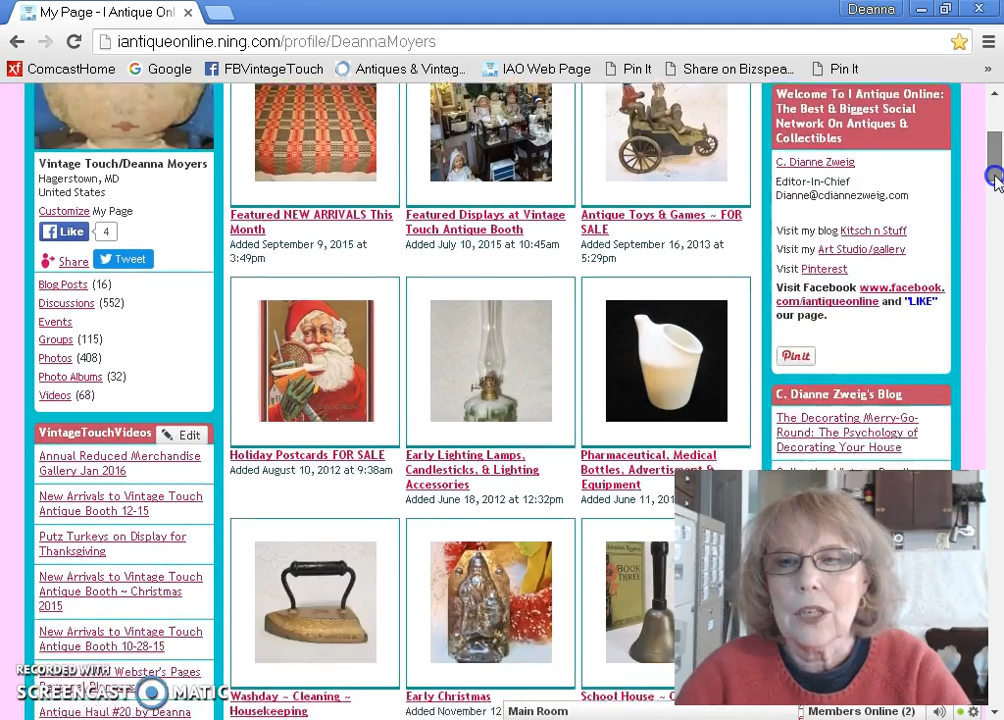 My Page - I Antique Onl
Deanna
iantiqueonline.ning.com/profile/DeannaMoyers
ComcastHome
Google
FBVintageTouch
Antiques & Vintag...
IAO Web Page
Pin It
Share on Bizspea...
Pin It
»
Vintage Touch/Deanna Moyers
Hagerstown, MD
United States
Customize My Page
Like 4
Share
Tweet
Blog Posts (16)
Discussions (552)
Events
Groups (115)
Photos (408)
Photo Albums (32)
Videos (68)
VintageTouchVideos
Edit
Annual Reduced Merchandise
Gallery Jan 2016
New Arrivals to Vintage Touch
Antique Booth 12-15
Putz Turkeys on Display for
Thanksgiving
New Arrivals to Vintage Touch
Antique Booth ~ Christmas
2015
New Arrivals to Vintage Touch
Antique Booth 10-28-15
Webster's Pages
Antique Haul #20 by Deanna
RECORDED WITH
SCREENCAST MATIC
Featured NEW ARRIVALS This
Month
Added September 9, 2015 at
3:49pm
Featured Displays at Vintage
Touch Antique Booth
Added July 10, 2015 at 10:45am
Antique Toys & Games ~ FOR
SALE
Added September 16, 2013 at
5:29pm
Holiday Postcards FOR SALE
Added August 10, 2012 at 9:38am
Early Lighting Lamps,
Candlesticks, & Lighting
Accessories
Added June 18, 2012 at 12:32pm
Pharmaceutical, Medical
Bottles, Advertisment &
Equipment
Added June 11, 201
BOOK
THREE
Washday ~ Cleaning ~
Housekeeping
Early Christmas
Added November 12
School House ~
Welcome To I Antique Online:
The Best & Biggest Social
Network On Antiques &
Collectibles
C. Dianne Zweig
Editor-In-Chief
Dianne@cdiannezweig.com
Visit my blog Kitsch n Stuff
Visit my Art Studio/gallery
Visit Pinterest
Visit Facebook www.facebook.
com/iantiqueonline and "LIKE"
our page.
Pin it
C. Dianne Zweig's Blog
The Decorating Merry-Go-
Round: The Psychology of
Decorating Your House
Main Room
Members Online (2)